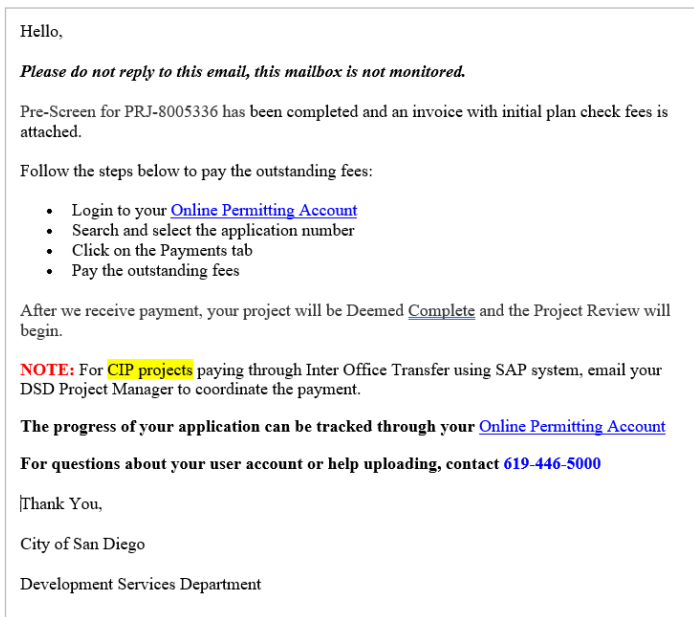 Hello,
Please do not reply to this email, this mailbox is not monitored.
Pre-Screen for PRJ-8005336 has been completed and an invoice with initial plan check fees is
attached.
Follow the steps below to pay the outstanding fees:
• Login to your Online Permitting Account
• Search and select the application number
• Click on the Payments tab
• Pay the outstanding fees
After we receive payment, your project will be Deemed Complete and the Project Review will
begin.
NOTE: For CIP projects paying through Inter Office Transfer using SAP system, email your
DSD Project Manager to coordinate the payment.
The progress of your application can be tracked through your Online Permitting Account
For questions about your user account or help uploading, contact 619-446-5000
Thank You,
City of San Diego
Development Services Department